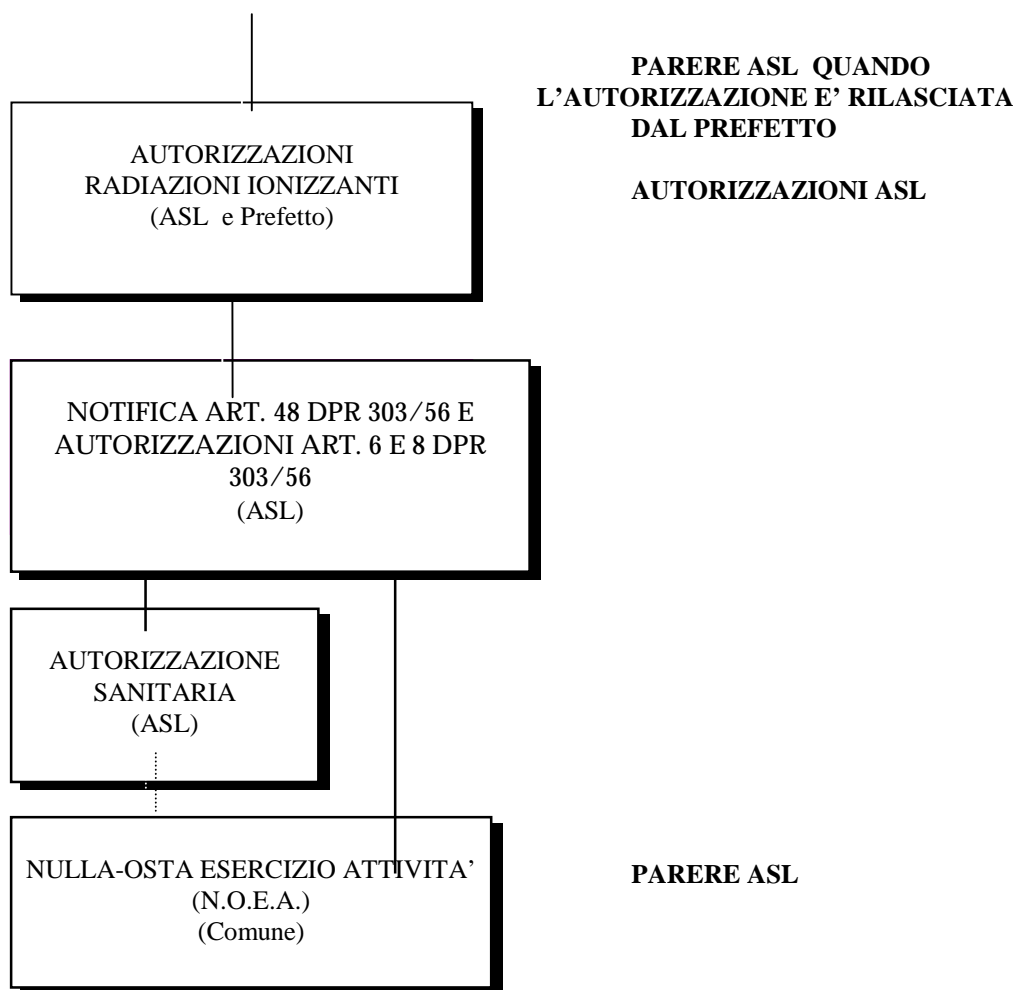 PARERE ASL QUANDO
L'AUTORIZZAZIONE E' RILASCIATA
DAL PREFETTO
AUTORIZZAZIONI
RADIAZIONI IONIZZANTI
(ASL e Prefetto)
AUTORIZZAZIONI ASL
NOTIFICA ART. 48 DPR 303/56 E
AUTORIZZAZIONI ART. 6 E 8 DPR
303/56
(ASL)
AUTORIZZAZIONE
SANITARIA
(ASL)
NULLA-OSTA ESERCIZIO ATTIVITA'
(N.O.E.A.)
(Comune)
PARERE ASL